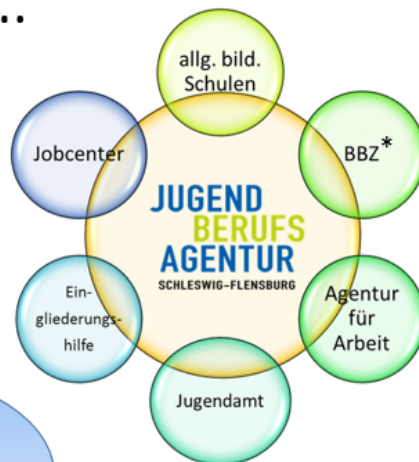 ..
allg. bild.
Schulen
Jobcenter
BBZ*
JUGEND
BERUFS
AGENTUR
SCHLESWIG-FLENSBURG
Ein-
gliederungs-
hilfe
Agentur
für
Arbeit
Jugendamt